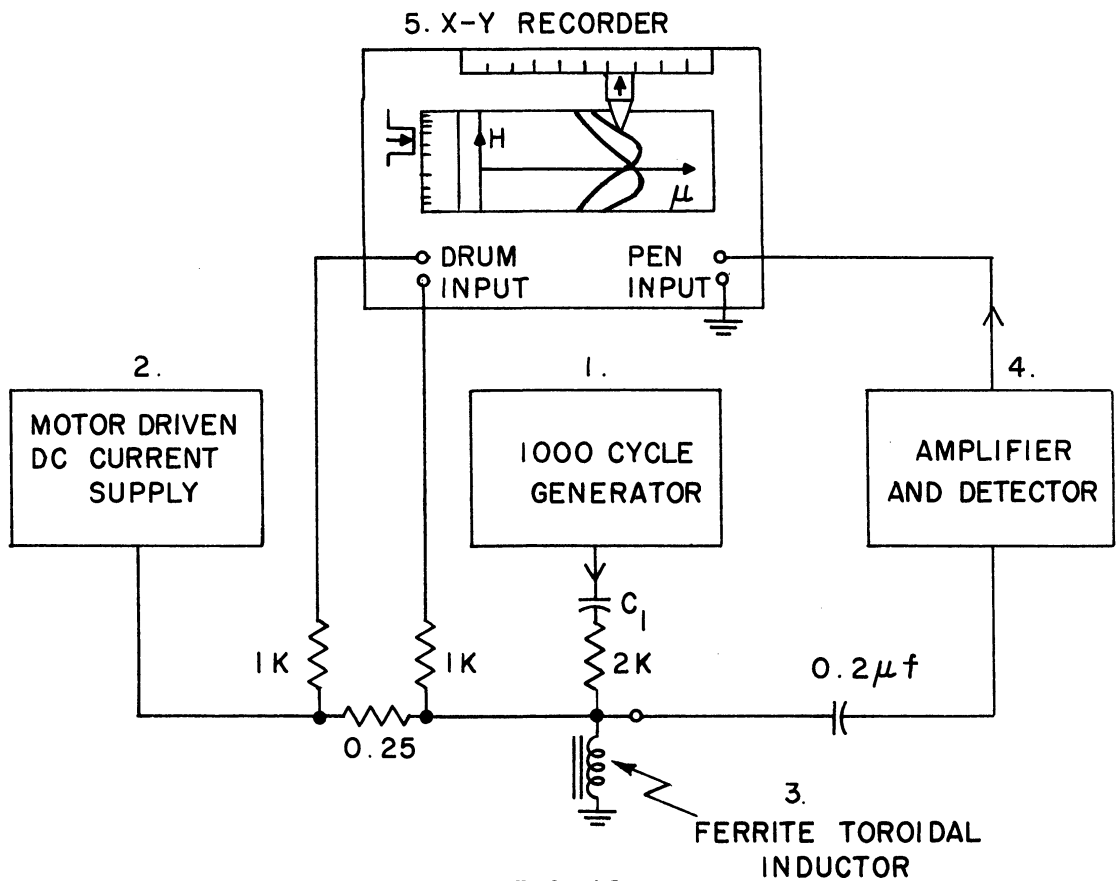 5. X-Y RECORDER
H
μ
DRUM
INPUT
PEN
INPUT
2.
MOTOR DRIVEN
DC CURRENT
SUPPLY
1.
1000 CYCLE
GENERATOR
4.
AMPLIFIER
AND DETECTOR
C1
1K
1K
2K
0.2μf
0.25
3.
FERRITE TOROIDAL
INDUCTOR